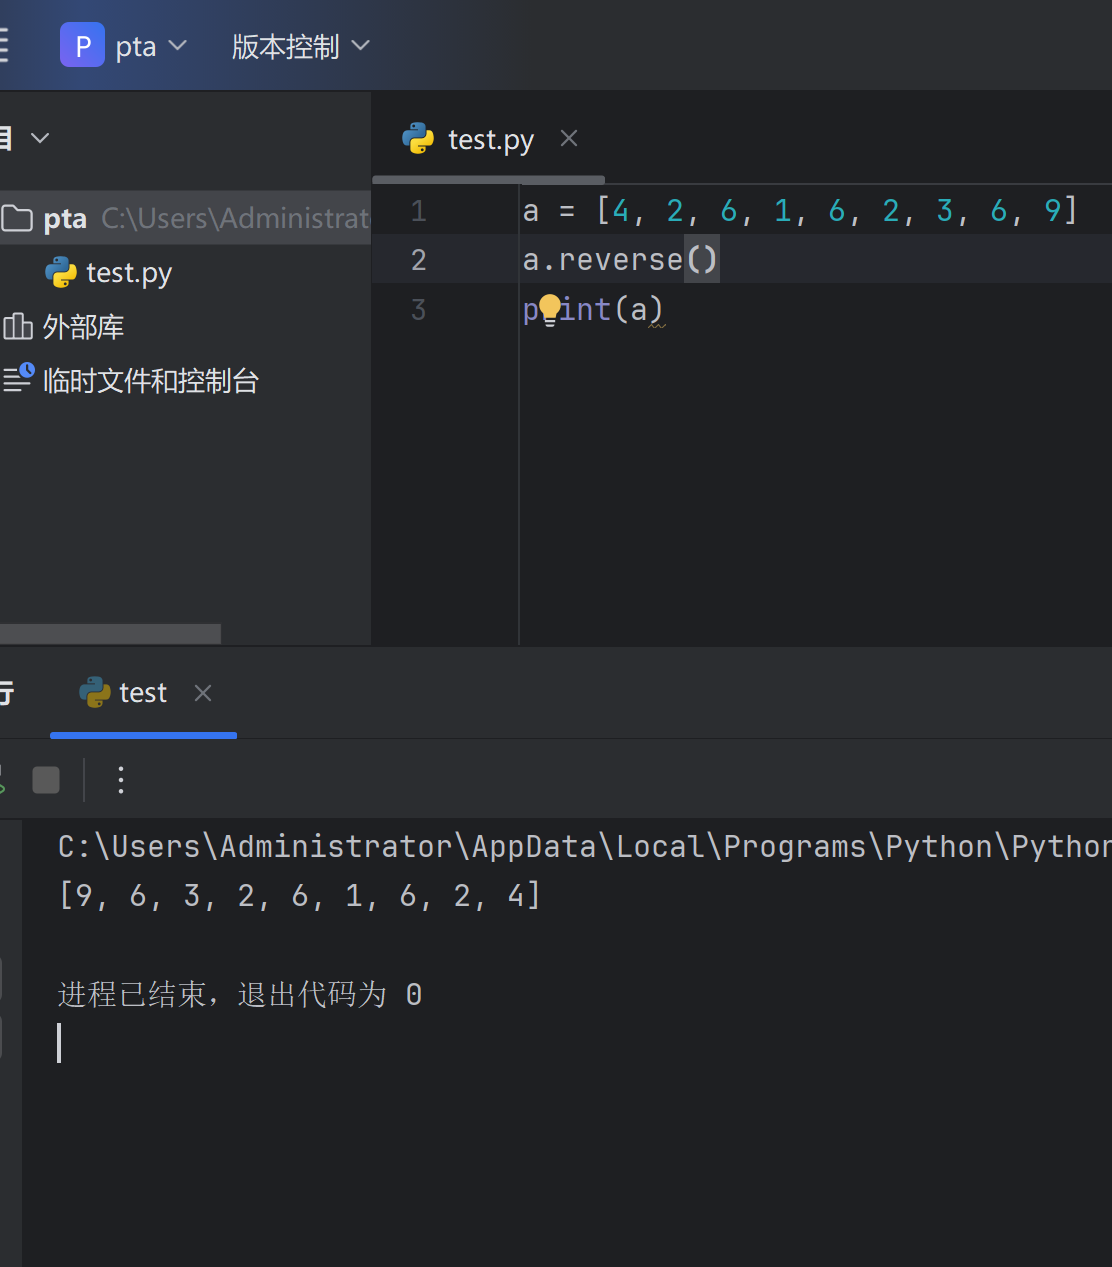 P pta 版本控制
目
test.py
pta C:\Users\Administrat
test.py
外部库
临时文件和控制台
1 a = [4, 2, 6, 1, 6, 2, 3, 6, 9]
2 a.reverse()
3 print(a)
行 test
C:\Users\Administrator\AppData\Local\Programs\Python\Python
[9, 6, 3, 2, 6, 1, 6, 2, 4]
进程已结束，退出代码为 0